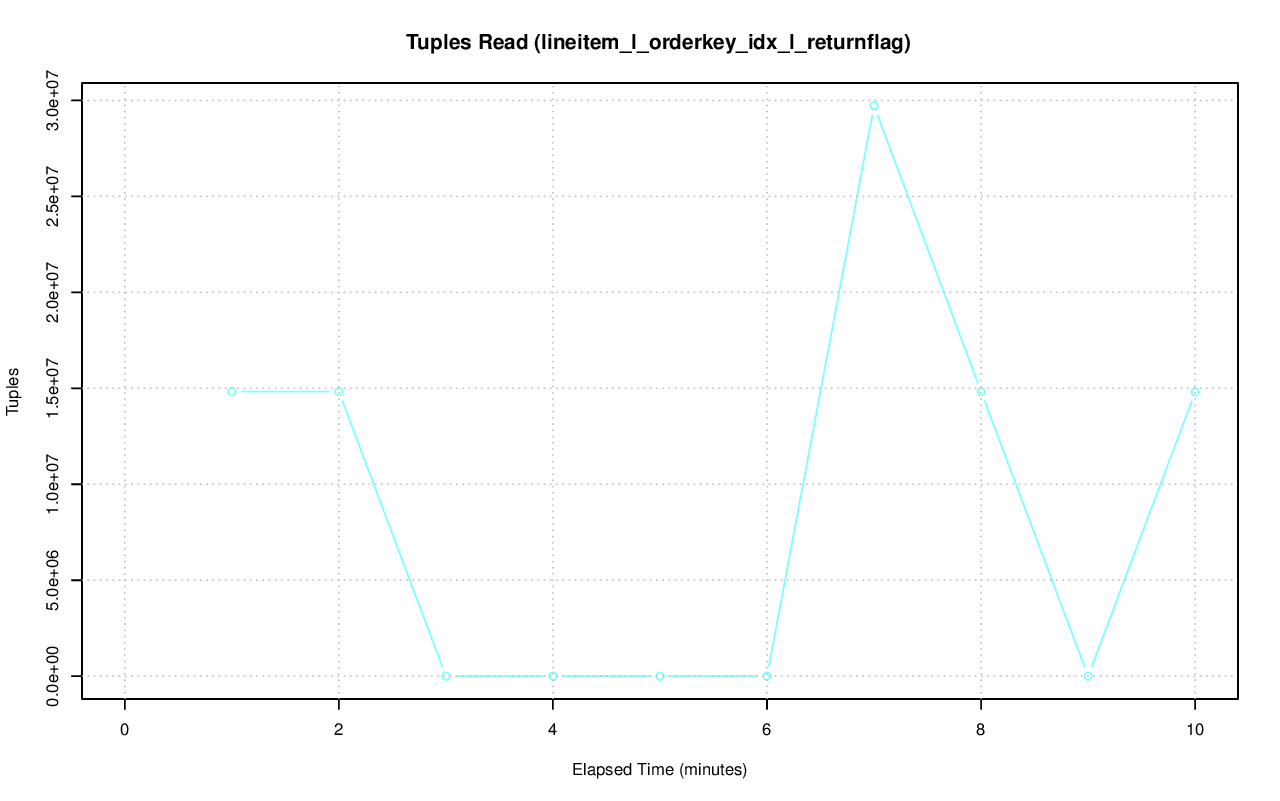 Tuples Read (lineitem_l_orderkey_idx_l_returnflag)
Tuples
3.0e+07
2.5e+07
2.0e+07
1.5e+07
1.0e+07
5.0e+06
0.0e+00
0 2 4 6 8 10
Elapsed Time (minutes)